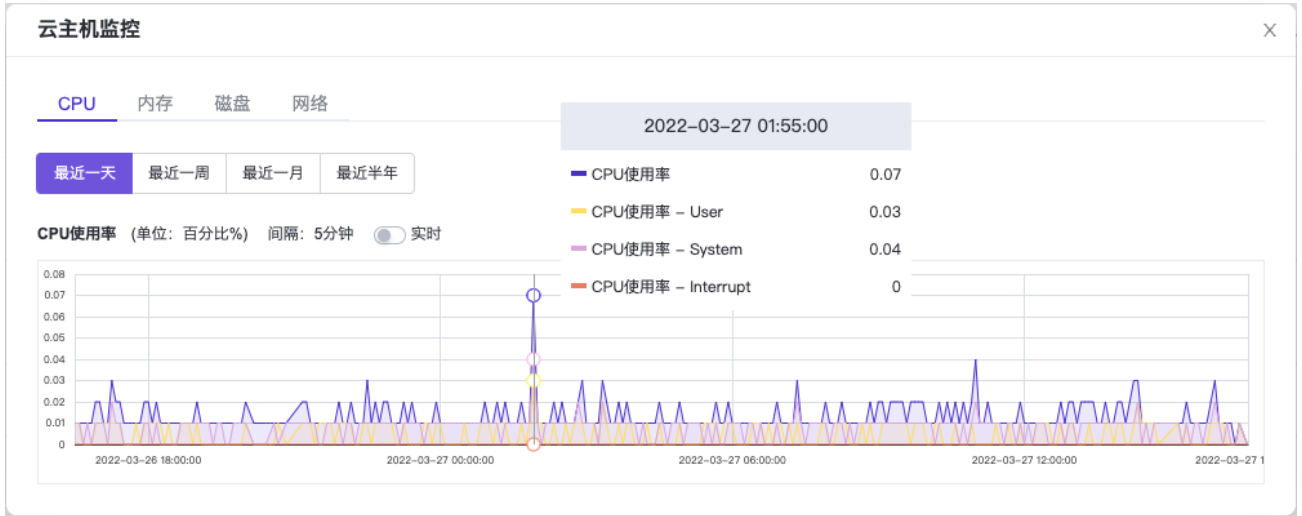 云主机监控
X
CPU 内存 磁盘 网络
最近一天 最近一周 最近一月 最近半年
2022-03-27 01:55:00
CPU使用率 0.07
CPU使用率 - User 0.03
CPU使用率 - System 0.04
CPU使用率 - Interrupt 0
CPU使用率 (单位: 百分比%) 间隔: 5分钟 实时
0.08
0.07
0.06
0.05
0.04
0.03
0.02
0.01
0
2022-03-26 18:00:00 2022-03-27 00:00:00 2022-03-27 06:00:00 2022-03-27 12:00:00 2022-03-27 1